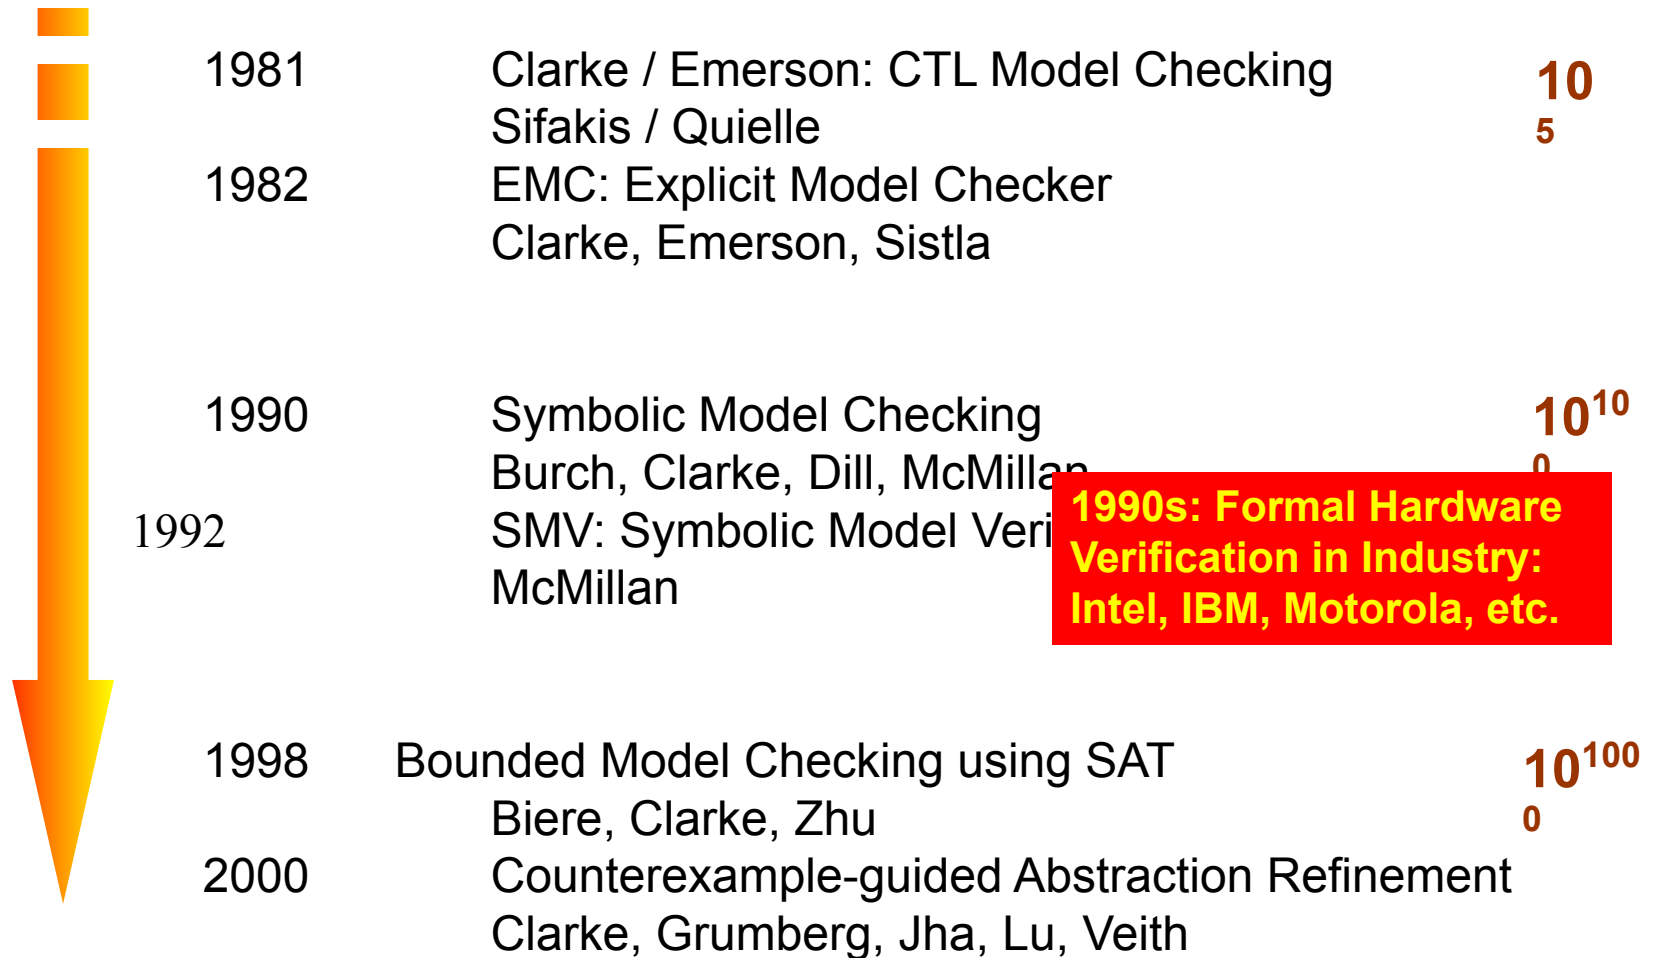 1981 Clarke / Emerson: CTL Model Checking 10
Sifakis / Quielle 5
1982 EMC: Explicit Model Checker
Clarke, Emerson, Sistla
1990 Symbolic Model Checking 10^10
Burch, Clarke, Dill, McMillan 0
1992 SMV: Symbolic Model Veri
McMillan
1990s: Formal Hardware
Verification in Industry:
Intel, IBM, Motorola, etc.
1998 Bounded Model Checking using SAT 10^100
Biere, Clarke, Zhu 0
2000 Counterexample-guided Abstraction Refinement
Clarke, Grumberg, Jha, Lu, Veith